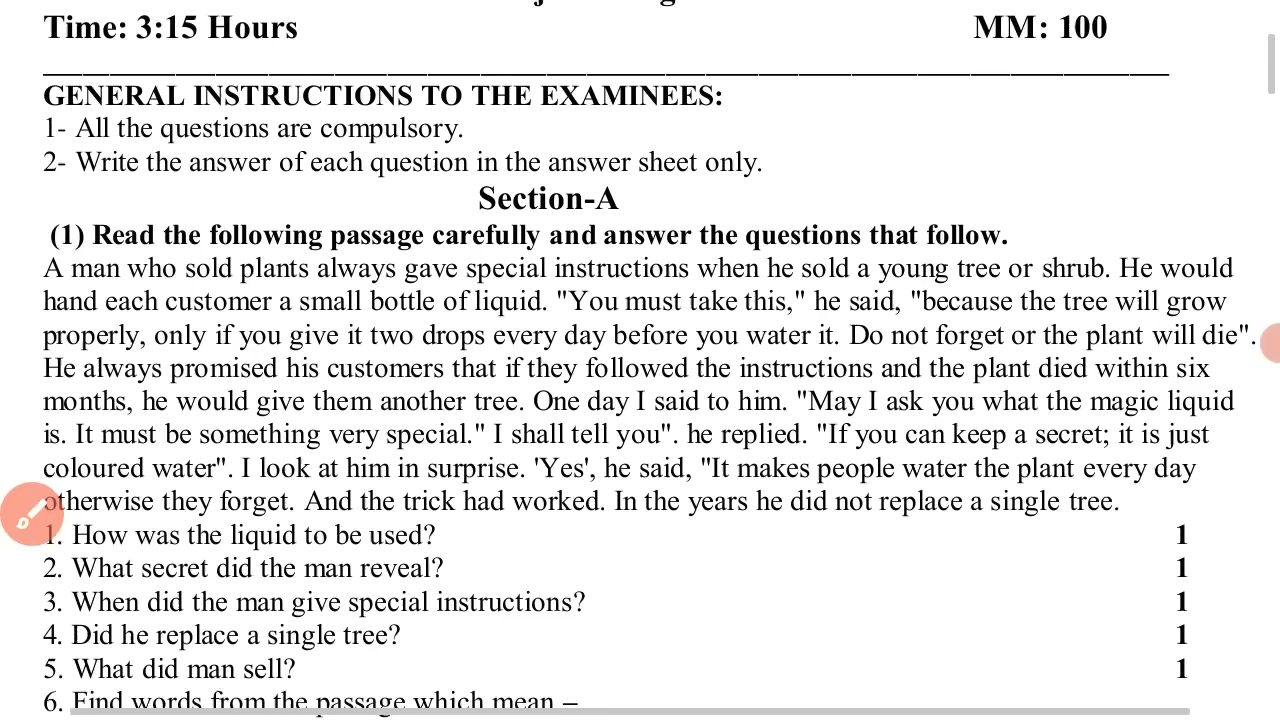 Time: 3:15 Hours MM: 100
GENERAL INSTRUCTIONS TO THE EXAMINEES:
1- All the questions are compulsory.
2- Write the answer of each question in the answer sheet only.
Section-A
(1) Read the following passage carefully and answer the questions that follow.
A man who sold plants always gave special instructions when he sold a young tree or shrub. He would
hand each customer a small bottle of liquid. "You must take this," he said, "because the tree will grow
properly, only if you give it two drops every day before you water it. Do not forget or the plant will die".
He always promised his customers that if they followed the instructions and the plant died within six
months, he would give them another tree. One day I said to him. "May I ask you what the magic liquid
is. It must be something very special." I shall tell you". he replied. "If you can keep a secret; it is just
coloured water". I look at him in surprise. 'Yes', he said, "It makes people water the plant every day
otherwise they forget. And the trick had worked. In the years he did not replace a single tree.
1. How was the liquid to be used? 1
2. What secret did the man reveal? 1
3. When did the man give special instructions? 1
4. Did he replace a single tree? 1
5. What did man sell? 1
6. Find words from the passage which mean –